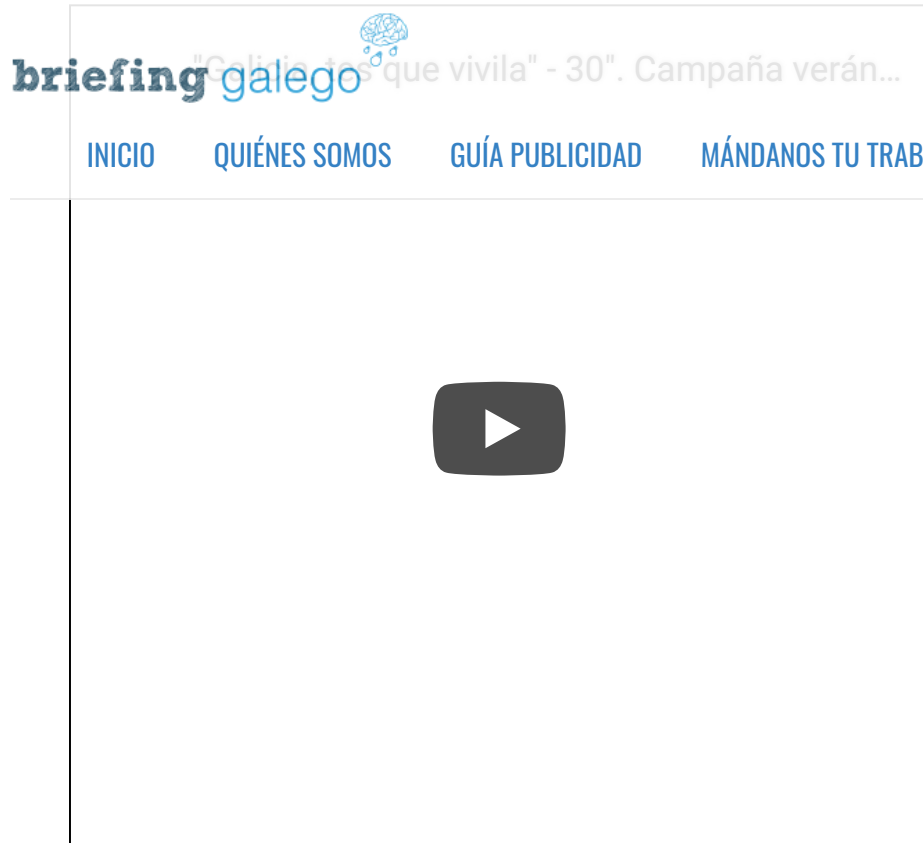 briefing galego
"Galicia, tes que vivila" - 30". Campaña verán...
INICIO QUIÉNES SOMOS GUÍA PUBLICIDAD MÁNDANOS TU TRAB